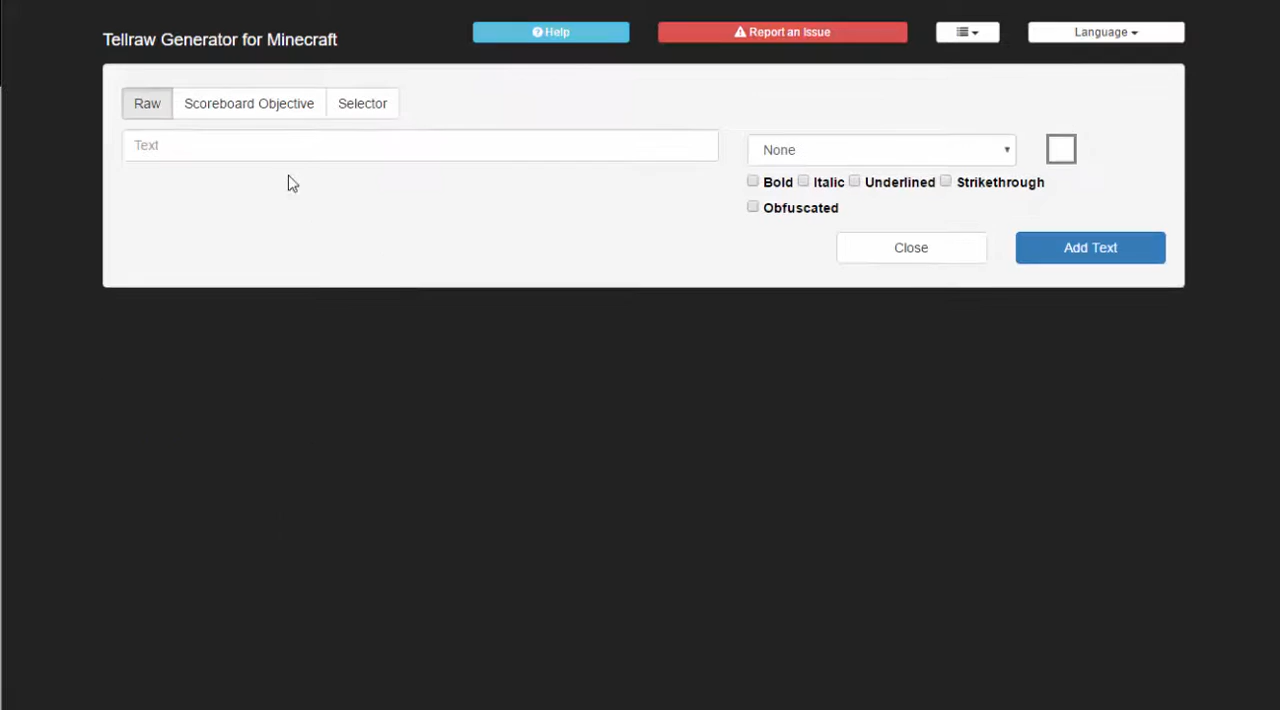 Tellraw Generator for Minecraft
Help
Report an Issue
Language
Raw
Scoreboard Objective
Selector
Text
None
Bold
Italic
Underlined
Strikethrough
Obfuscated
Close
Add Text